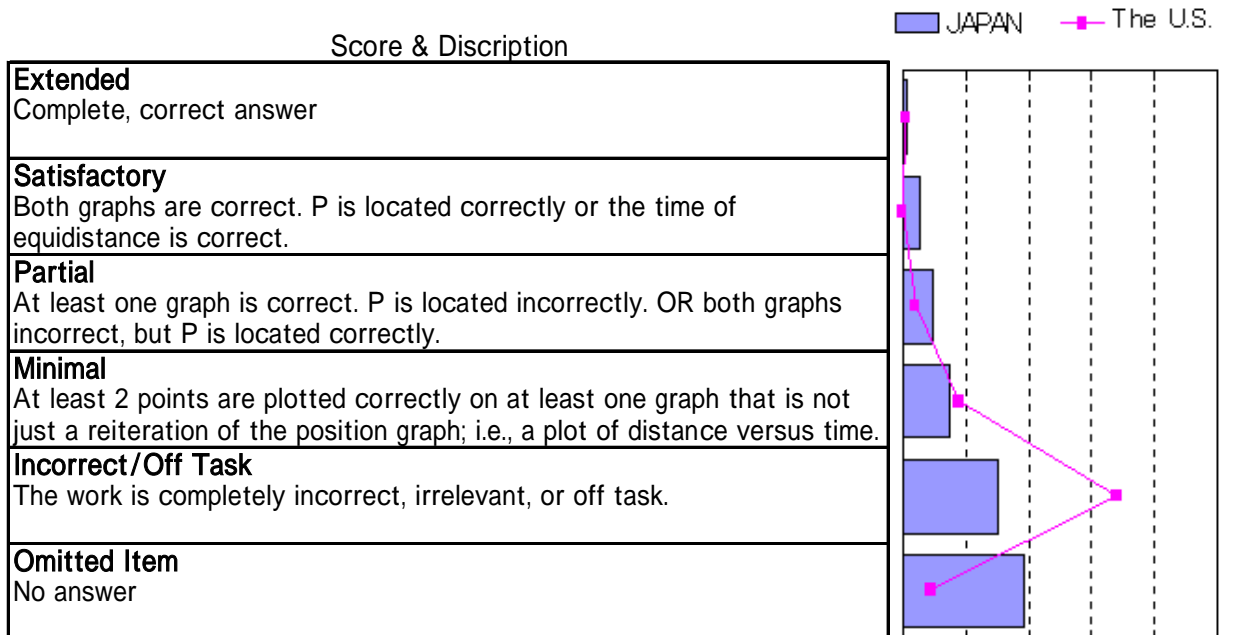 JAPAN
The U.S.
Score & Discription
Extended
Complete, correct answer
Satisfactory
Both graphs are correct. P is located correctly or the time of
equidistance is correct.
Partial
At least one graph is correct. P is located incorrectly. OR both graphs
incorrect, but P is located correctly.
Minimal
At least 2 points are plotted correctly on at least one graph that is not
just a reiteration of the position graph; i.e., a plot of distance versus time.
Incorrect/Off Task
The work is completely incorrect, irrelevant, or off task.
Omitted Item
No answer